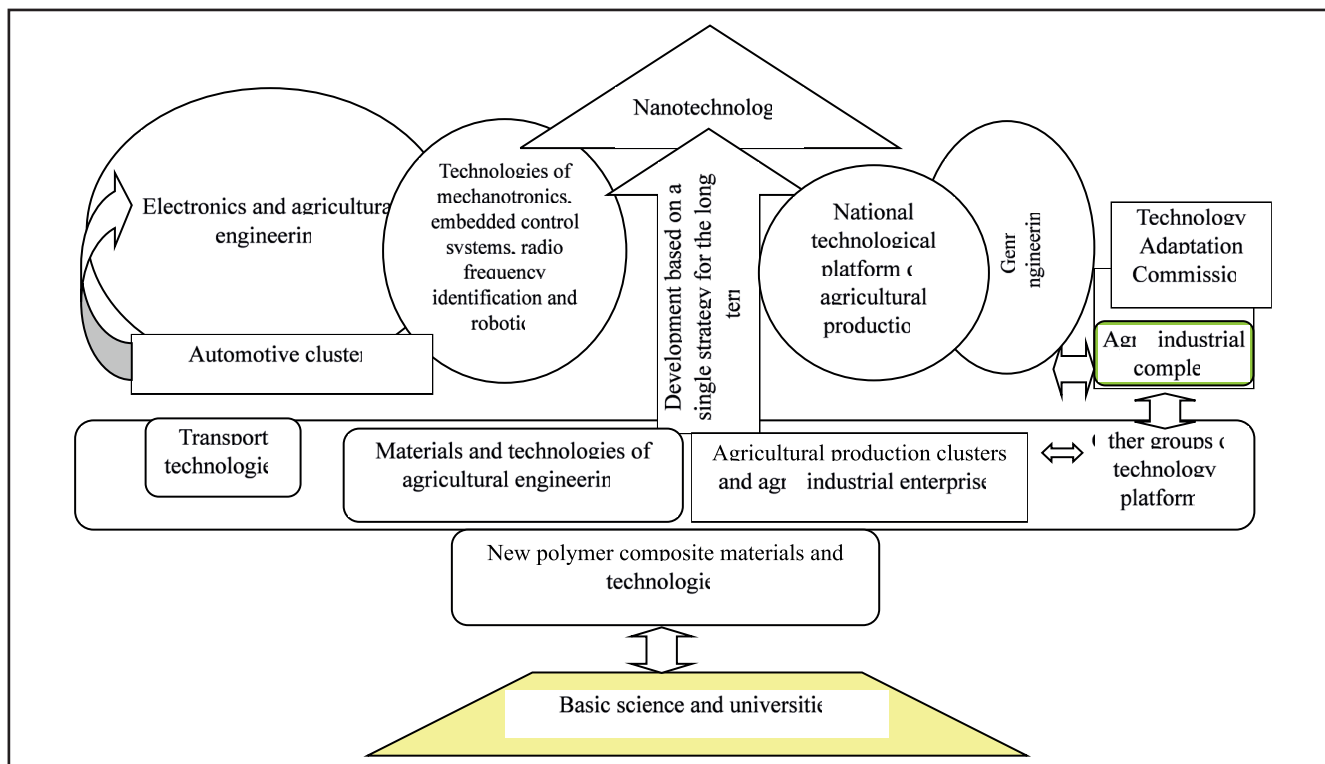 Nanotechnolog
Electronics and agricultura
engineerin
Technologies of
mechanotronics,
embedded control
systems, radio
frequency
identification and
robotic
Development based on a
single strategy for the long
tern
National
technological
platform o
agricultural
productio
Gen
ngineerin
Technology
Adaptation
Commissio
Automotive cluster
Agr industrial
comple
Transport
technologie
Materials and technologies of
agricultural engineerin
Agricultural production clusters
and agr industrial enterprise
ther groups o
technology
platform
New polymer composite materials and
technologie
Basic science and universitie